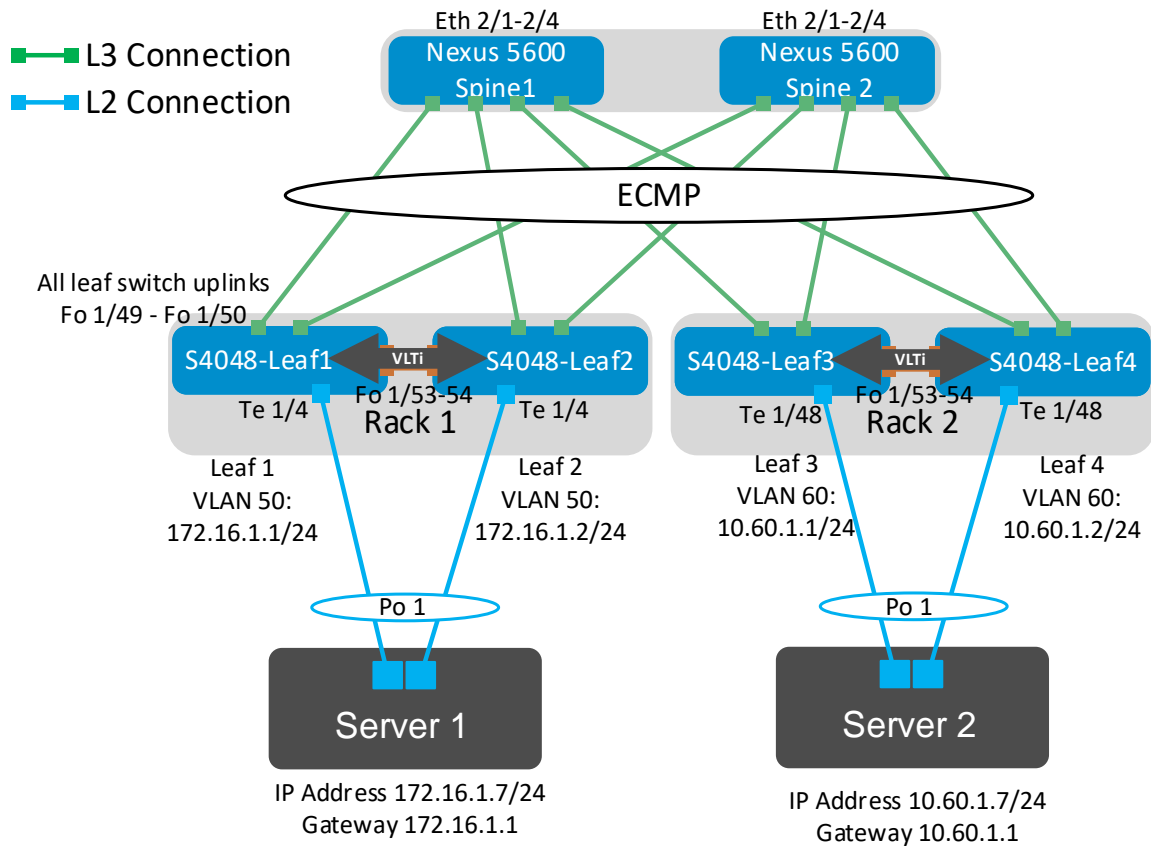 Eth 2/1-2/4
Eth 2/1-2/4
L3 Connection
L2 Connection
Nexus 5600
Spine1
Nexus 5600
Spine 2
ECMP
All leaf switch uplinks
Fo 1/49 - Fo 1/50
S4048-Leaf1
VLTi
S4048-Leaf2
S4048-Leaf3
VLTi
S4048-Leaf4
Te 1/4
Fo 1/53-54
Te 1/4
Rack 1
Te 1/48
Fo 1/53-54
Te 1/48
Rack 2
Leaf 1
VLAN 50:
172.16.1.1/24
Leaf 2
VLAN 50:
172.16.1.2/24
Leaf 3
VLAN 60:
10.60.1.1/24
Leaf 4
VLAN 60:
10.60.1.2/24
Po 1
Po 1
Server 1
Server 2
IP Address 172.16.1.7/24
Gateway 172.16.1.1
IP Address 10.60.1.7/24
Gateway 10.60.1.1